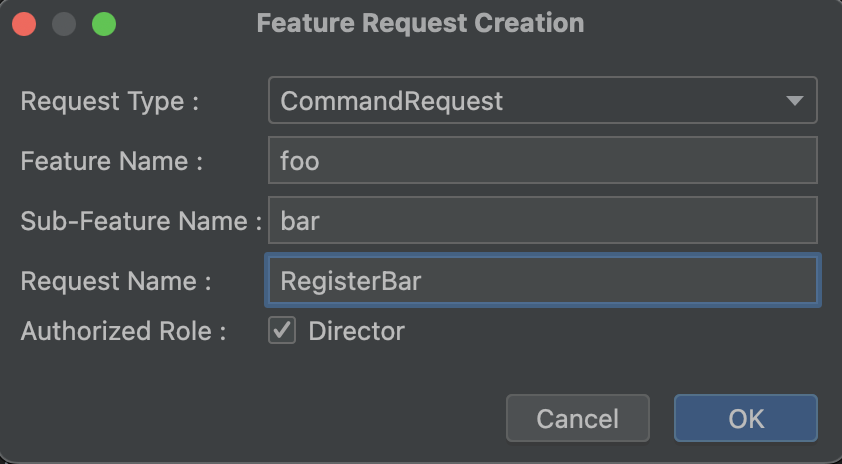 Feature Request Creation
Request Type : CommandRequest
Feature Name : foo
Sub-Feature Name : bar
Request Name : RegisterBar
Authorized Role : Director
Cancel OK